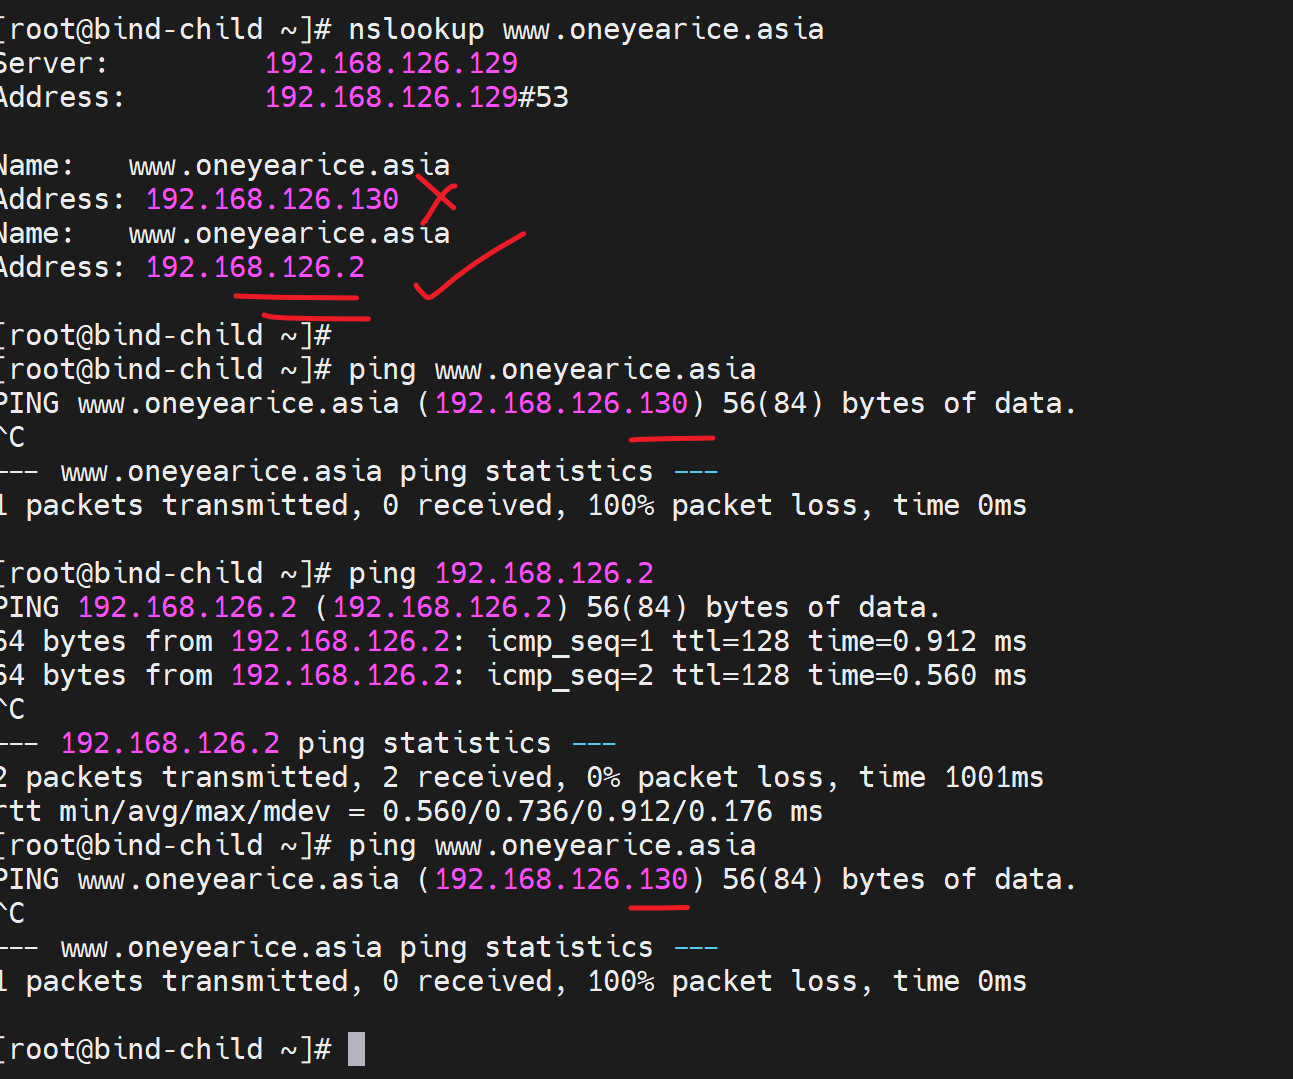 [root@bind-child ~]# nslookup www.oneyearice.asia
Server:		192.168.126.129
Address:	192.168.126.129#53
Name:	www.oneyearice.asia
Address: 192.168.126.130
Name:	www.oneyearice.asia
Address: 192.168.126.2
[root@bind-child ~]#
[root@bind-child ~]# ping www.oneyearice.asia
PING www.oneyearice.asia (192.168.126.130) 56(84) bytes of data.
^C
--- www.oneyearice.asia ping statistics ---
1 packets transmitted, 0 received, 100% packet loss, time 0ms
[root@bind-child ~]# ping 192.168.126.2
PING 192.168.126.2 (192.168.126.2) 56(84) bytes of data.
64 bytes from 192.168.126.2: icmp_seq=1 ttl=128 time=0.912 ms
64 bytes from 192.168.126.2: icmp_seq=2 ttl=128 time=0.560 ms
^C
--- 192.168.126.2 ping statistics ---
2 packets transmitted, 2 received, 0% packet loss, time 1001ms
rtt min/avg/max/mdev = 0.560/0.736/0.912/0.176 ms
[root@bind-child ~]# ping www.oneyearice.asia
PING www.oneyearice.asia (192.168.126.130) 56(84) bytes of data.
^C
--- www.oneyearice.asia ping statistics ---
1 packets transmitted, 0 received, 100% packet loss, time 0ms
[root@bind-child ~]#